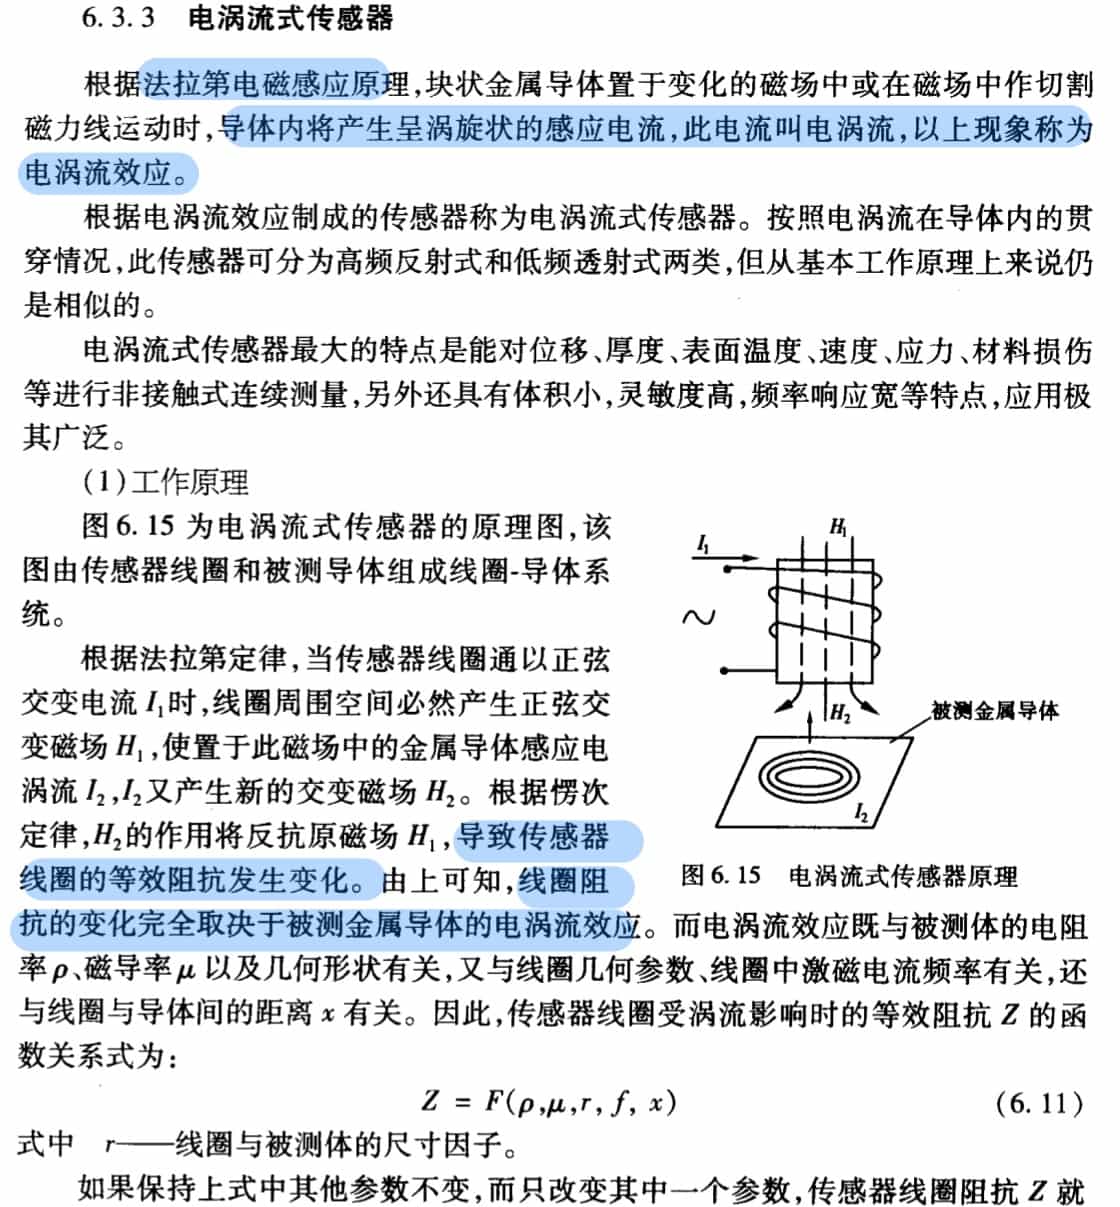 6.3.3 电涡流式传感器
根据法拉第电磁感应原理,块状金属导体置于变化的磁场中或在磁场中作切割
磁力线运动时,导体内将产生呈涡旋状的感应电流,此电流叫电涡流,以上现象称为
电涡流效应。
根据电涡流效应制成的传感器称为电涡流式传感器。按照电涡流在导体内的贯
穿情况,此传感器可分为高频反射式和低频透射式两类,但从基本工作原理上来说仍
是相似的。
电涡流式传感器最大的特点是能对位移、厚度、表面温度、速度、应力、材料损伤
等进行非接触式连续测量,另外还具有体积小,灵敏度高,频率响应宽等特点,应用极
其广泛。
(1)工作原理
图6.15为电涡流式传感器的原理图,该
图由传感器线圈和被测导体组成线圈-导体系
统。
根据法拉第定律,当传感器线圈通以正弦
交变电流I₁时,线圈周围空间必然产生正弦交
变磁场H₁,使置于此磁场中的金属导体感应电
涡流I₂,I₂又产生新的交变磁场H₂。根据愣次
定律,H₂的作用将反抗原磁场H₁,导致传感器
线圈的等效阻抗发生变化。由上可知,线圈阻
H₁
I₁
H₂
被测金属导体
I₂
图6.15 电涡流式传感器原理
抗的变化完全取决于被测金属导体的电涡流效应。而电涡流效应既与被测体的电阻
率ρ、磁导率μ以及几何形状有关,又与线圈几何参数、线圈中激磁电流频率有关,还
与线圈与导体间的距离x有关。因此,传感器线圈受涡流影响时的等效阻抗Z的函
数关系式为:
Z = F(ρ,μ,r, f, x) (6.11)
式中 r——线圈与被测体的尺寸因子。
如果保持上式中其他参数不变,而只改变其中一个参数,传感器线圈阻抗Z就